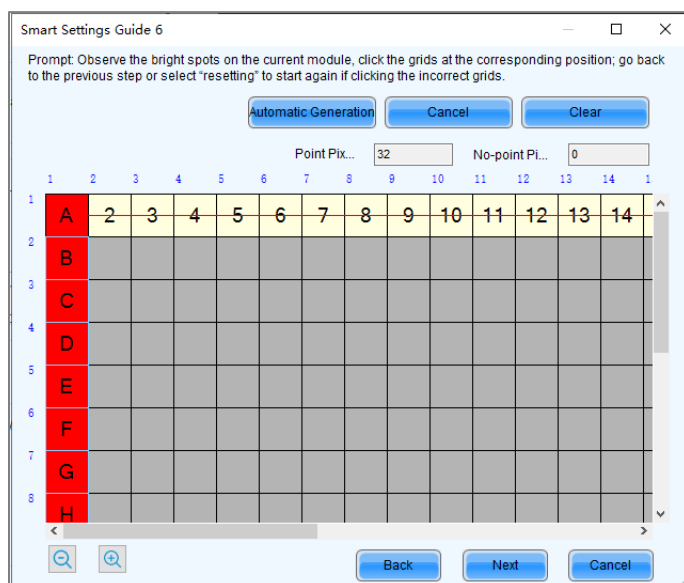 Smart Settings Guide 6
Prompt: Observe the bright spots on the current module, click the grids at the corresponding position; go back
to the previous step or select “resetting” to start again if clicking the incorrect grids.
Automatic Generation Cancel Clear
Point Pix... 32 No-point Pi... 0
1 2 3 4 5 6 7 8 9 10 11 12 13 14 1
1 A 2 3 4 5 6 7 8 9 10 11 12 13 14
2 B
3 C
4 D
5 E
6 F
7 G
8 H
Back Next Cancel